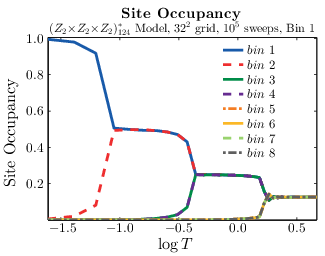 Site Occupancy
(Z₂×Z₂×Z₂)*₁₂₄ Model, 32² grid, 10⁵ sweeps, Bin 1
Site Occupancy
1.0
0.8
0.6
0.4
0.2
bin 1
bin 2
bin 3
bin 4
bin 5
bin 6
bin 7
bin 8
−1.5 −1.0 −0.5 0.0 0.5
log T